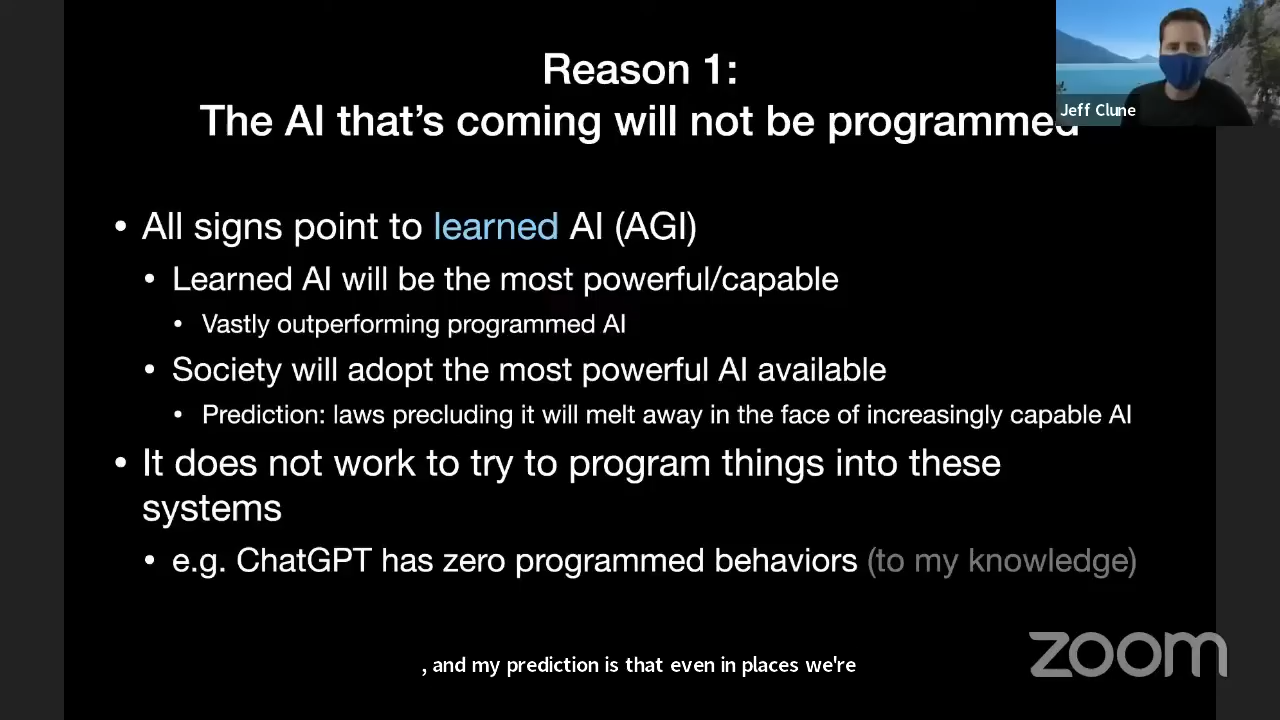 Reason 1:
The AI that's coming will not be programmed
Jeff Clune
• All signs point to learned AI (AGI)
• Learned AI will be the most powerful/capable
• Vastly outperforming programmed AI
• Society will adopt the most powerful AI available
• Prediction: laws precluding it will melt away in the face of increasingly capable AI
• It does not work to try to program things into these
systems
• e.g. ChatGPT has zero programmed behaviors (to my knowledge)
, and my prediction is that even in places we're
zoom